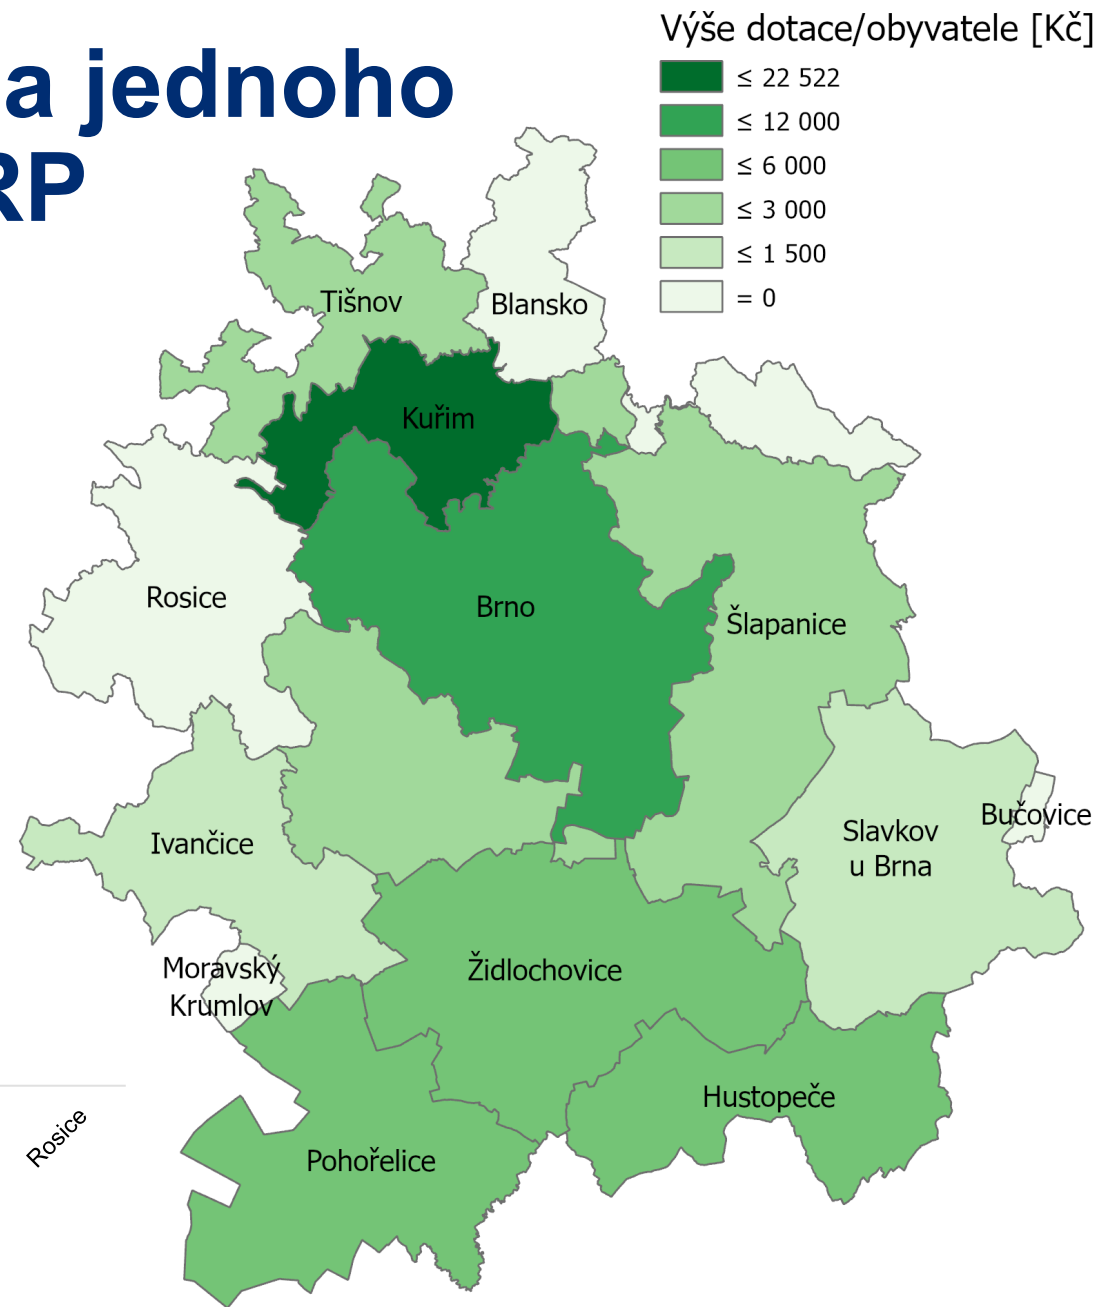 a jednoho
RP
Výše dotace/obyvatele [Kč]
≤ 22 522
≤ 12 000
≤ 6 000
≤ 3 000
≤ 1 500
= 0
Tišnov
Blansko
Kuřim
Rosice
Brno
Šlapanice
Ivančice
Slavkov
u Brna
Bučovice
Moravský
Krumlov
Židlochovice
Hustopeče
Pohořelice
Rosice